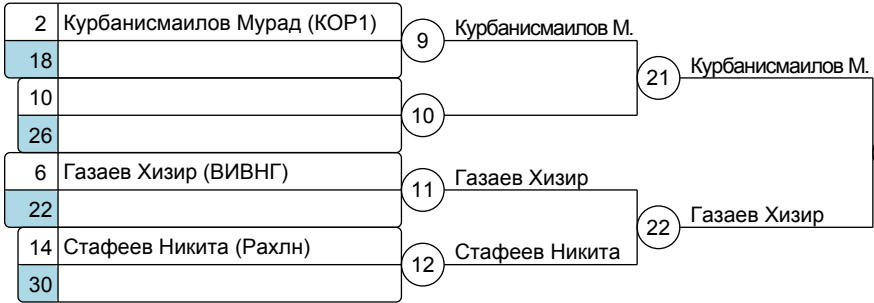 2 Курбанисмаилов Мурад (КОР1)
18
9 Курбанисмаилов М.
10
26
10
21 Курбанисмаилов М.
6 Газаев Хизир (ВИВНГ)
22
11 Газаев Хизир
14 Стафеев Никита (Рахлн)
30
12 Стафеев Никита
22 Газаев Хизир